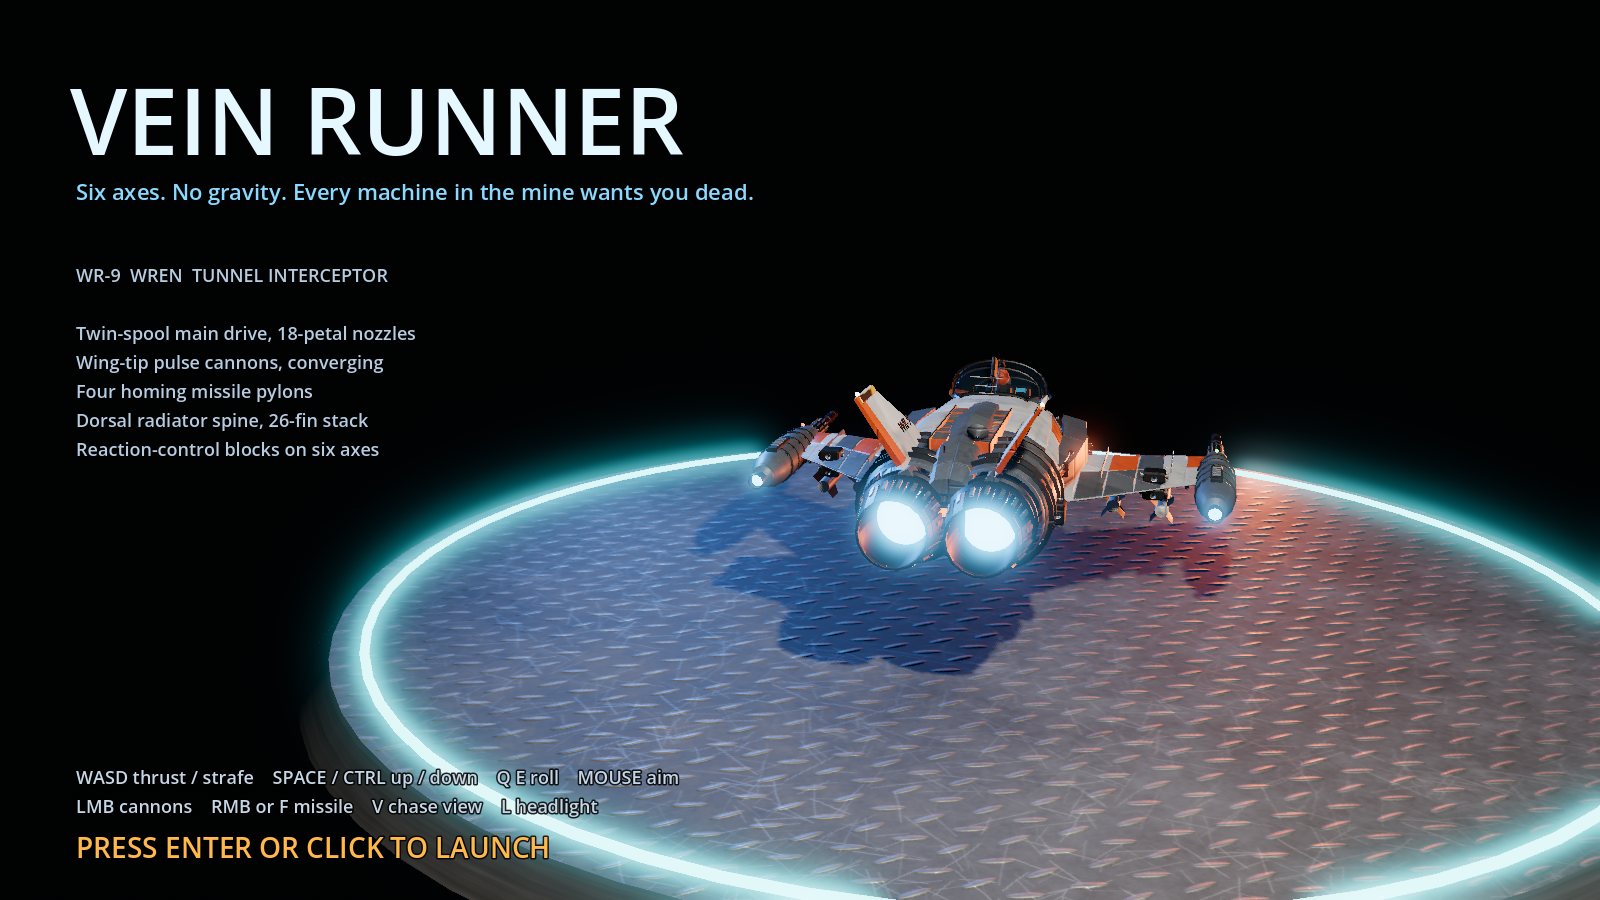 VEIN RUNNER
Six axes. No gravity. Every machine in the mine wants you dead.
WR-9 WREN TUNNEL INTERCEPTOR
Twin-spool main drive, 18-petal nozzles
Wing-tip pulse cannons, converging
Four homing missile pylons
Dorsal radiator spine, 26-fin stack
Reaction-control blocks on six axes
WASD thrust / strafe SPACE / CTRL up / down Q E roll MOUSE aim
LMB cannons RMB or F missile V chase view L headlight
PRESS ENTER OR CLICK TO LAUNCH